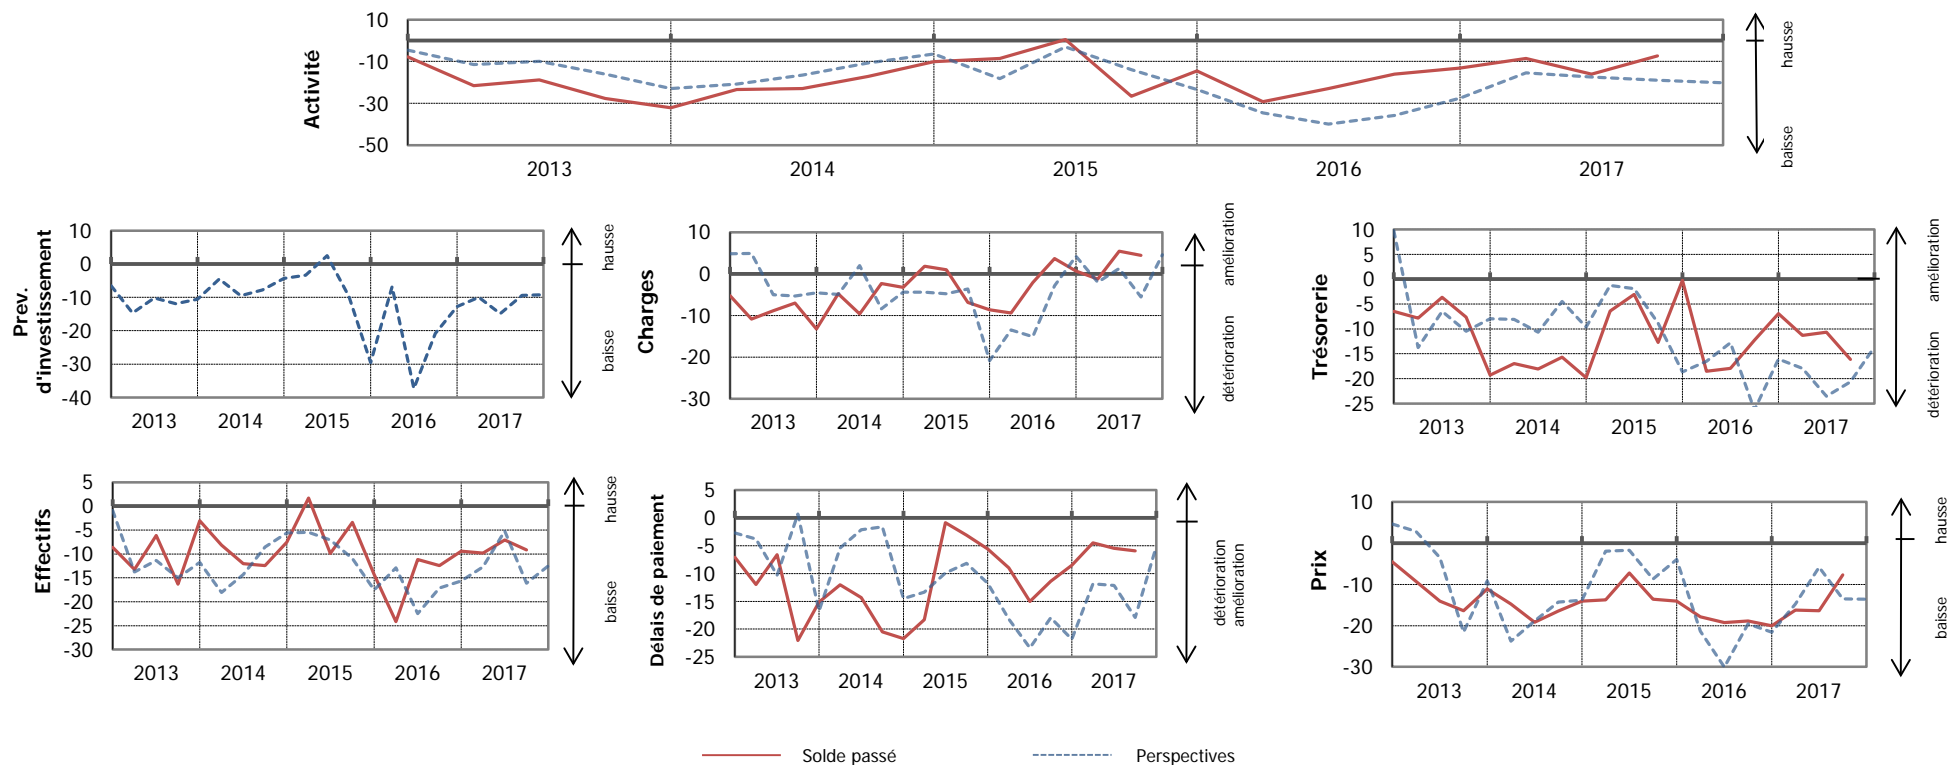 Activité
10
-10
-30
-50
2013 2014 2015 2016 2017
hausse
baisse
Prev.
d'investissement
10
0
-10
-20
-30
-40
2013 2014 2015 2016 2017
hausse
baisse
Charges
10
0
-10
-20
-30
2013 2014 2015 2016 2017
amélioration
détérioration
Trésorerie
10
5
0
-5
-10
-15
-20
-25
2013 2014 2015 2016 2017
amélioration
détérioration
Effectifs
5
0
-5
-10
-15
-20
-25
-30
2013 2014 2015 2016 2017
hausse
baisse
Délais de paiement
5
0
-5
-10
-15
-20
-25
2013 2014 2015 2016 2017
détérioration
amélioration
Prix
10
0
-10
-20
-30
2013 2014 2015 2016 2017
hausse
baisse
Solde passé Perspectives